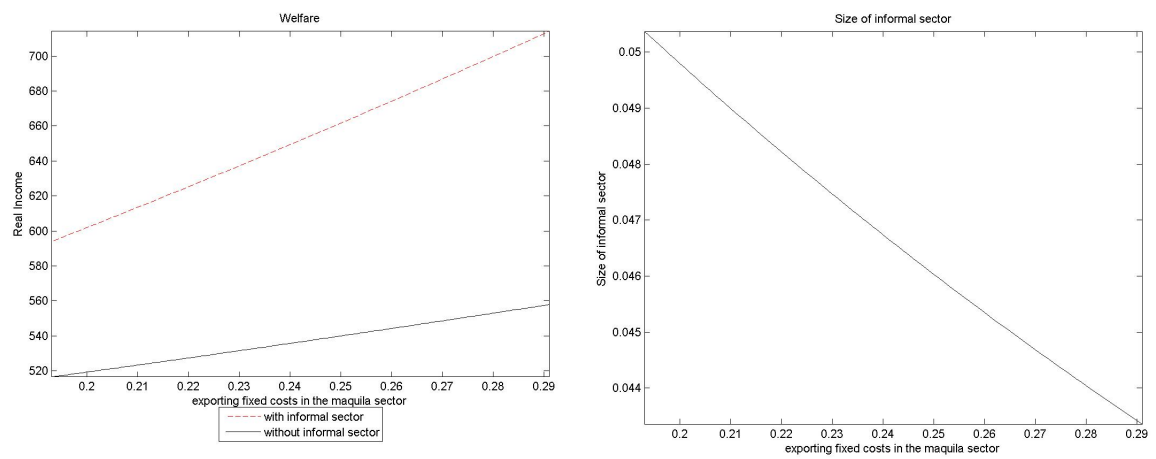 Welfare
Real Income
700
680
660
640
620
600
580
560
540
520
0.2 0.21 0.22 0.23 0.24 0.25 0.26 0.27 0.28 0.29
exporting fixed costs in the maquila sector
with informal sector
without informal sector
Size of informal sector
Size of informal sector
0.05
0.049
0.048
0.047
0.046
0.045
0.044
0.2 0.21 0.22 0.23 0.24 0.25 0.26 0.27 0.28 0.29
exporting fixed costs in the maquila sector